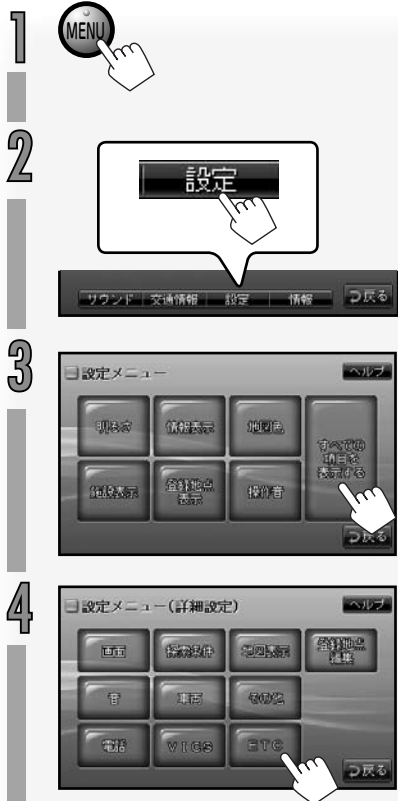 1
MENU
2
設定
サウンド 交通情報 設定 情報 戻る
3
設定メニュー ヘルプ
明るさ 情報表示 地図色 すべての
項目を
表示する
施設表示 登録地点
表示 操作音
戻る
4
設定メニュー(詳細設定) ヘルプ
画面 探索条件 地図表示 登録地点
編集
音 車両 その他
電話 VICS ETC
戻る